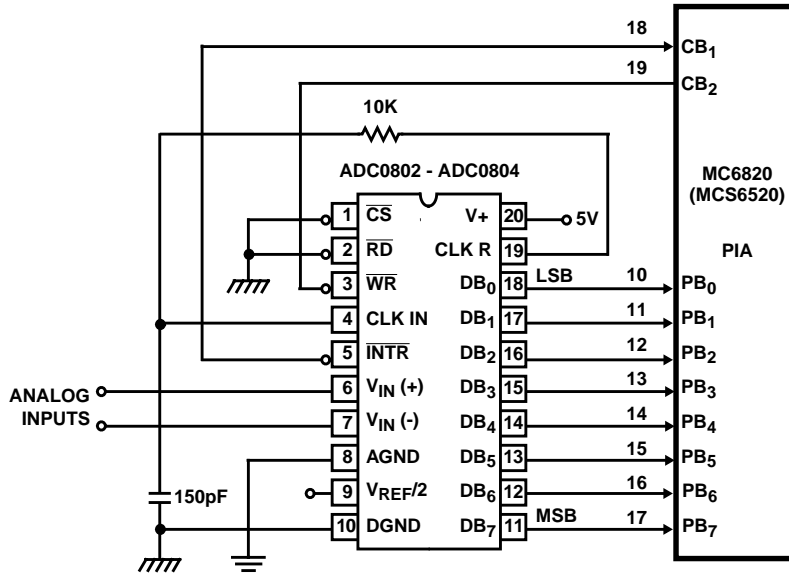 18
CB1
19
CB2
10K
ADC0802 - ADC0804
MC6820
(MCS6520)
PIA
1 CS V+ 20 5V
2 RD CLK R 19
3 WR DB0 18 LSB 10 PB0
4 CLK IN DB1 17 11 PB1
5 INTR DB2 16 12 PB2
ANALOG
INPUTS
6 VIN (+) DB3 15 13 PB3
7 VIN (-) DB4 14 14 PB4
8 AGND DB5 13 15 PB5
150pF
9 VREF/2 DB6 12 16 PB6
10 DGND DB7 11 MSB 17 PB7